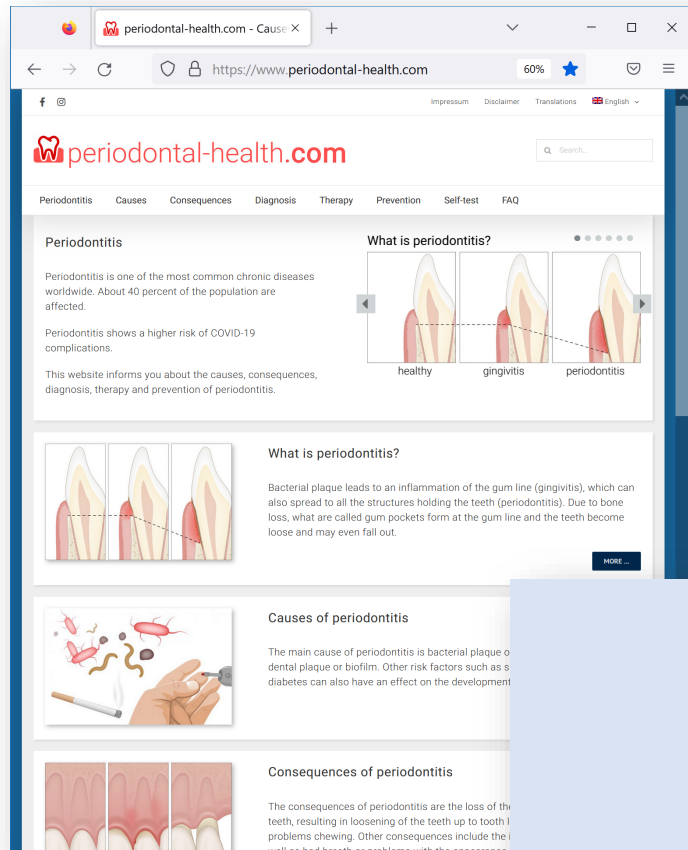 periodontal-health.com - Cause
https://www.periodontal-health.com
60%
Impressum Disclaimer Translations English
periodontal-health.com
Search...
Periodontitis Causes Consequences Diagnosis Therapy Prevention Self-test FAQ
Periodontitis
Periodontitis is one of the most common chronic diseases
worldwide. About 40 percent of the population are
affected.
Periodontitis shows a higher risk of COVID-19
complications.
This website informs you about the causes, consequences,
diagnosis, therapy and prevention of periodontitis.
What is periodontitis?
healthy gingivitis periodontitis
What is periodontitis?
Bacterial plaque leads to an inflammation of the gum line (gingivitis), which can
also spread to all the structures holding the teeth (periodontitis). Due to bone
loss, what are called gum pockets form at the gum line and the teeth become
loose and may even fall out.
MORE ...
Causes of periodontitis
The main cause of periodontitis is bacterial plaque
dental plaque or biofilm. Other risk factors such as
diabetes can also have an effect on the development
Consequences of periodontitis
The consequences of periodontitis are the loss of the
teeth, resulting in loosening of the teeth up to tooth
problems chewing. Other consequences include the